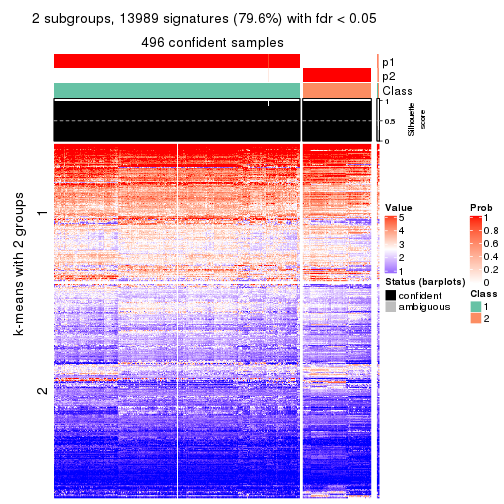 2 subgroups, 13989 signatures (79.6%) with fdr < 0.05
496 confident samples
p1
p2
Class
1
0.5
0
Silhouette
score
k-means with 2 groups
1
2
Value
5
4
3
2
1
Status (barplots)
confident
ambiguous
Prob
1
0.8
0.6
0.4
0.2
0
Class
1
2